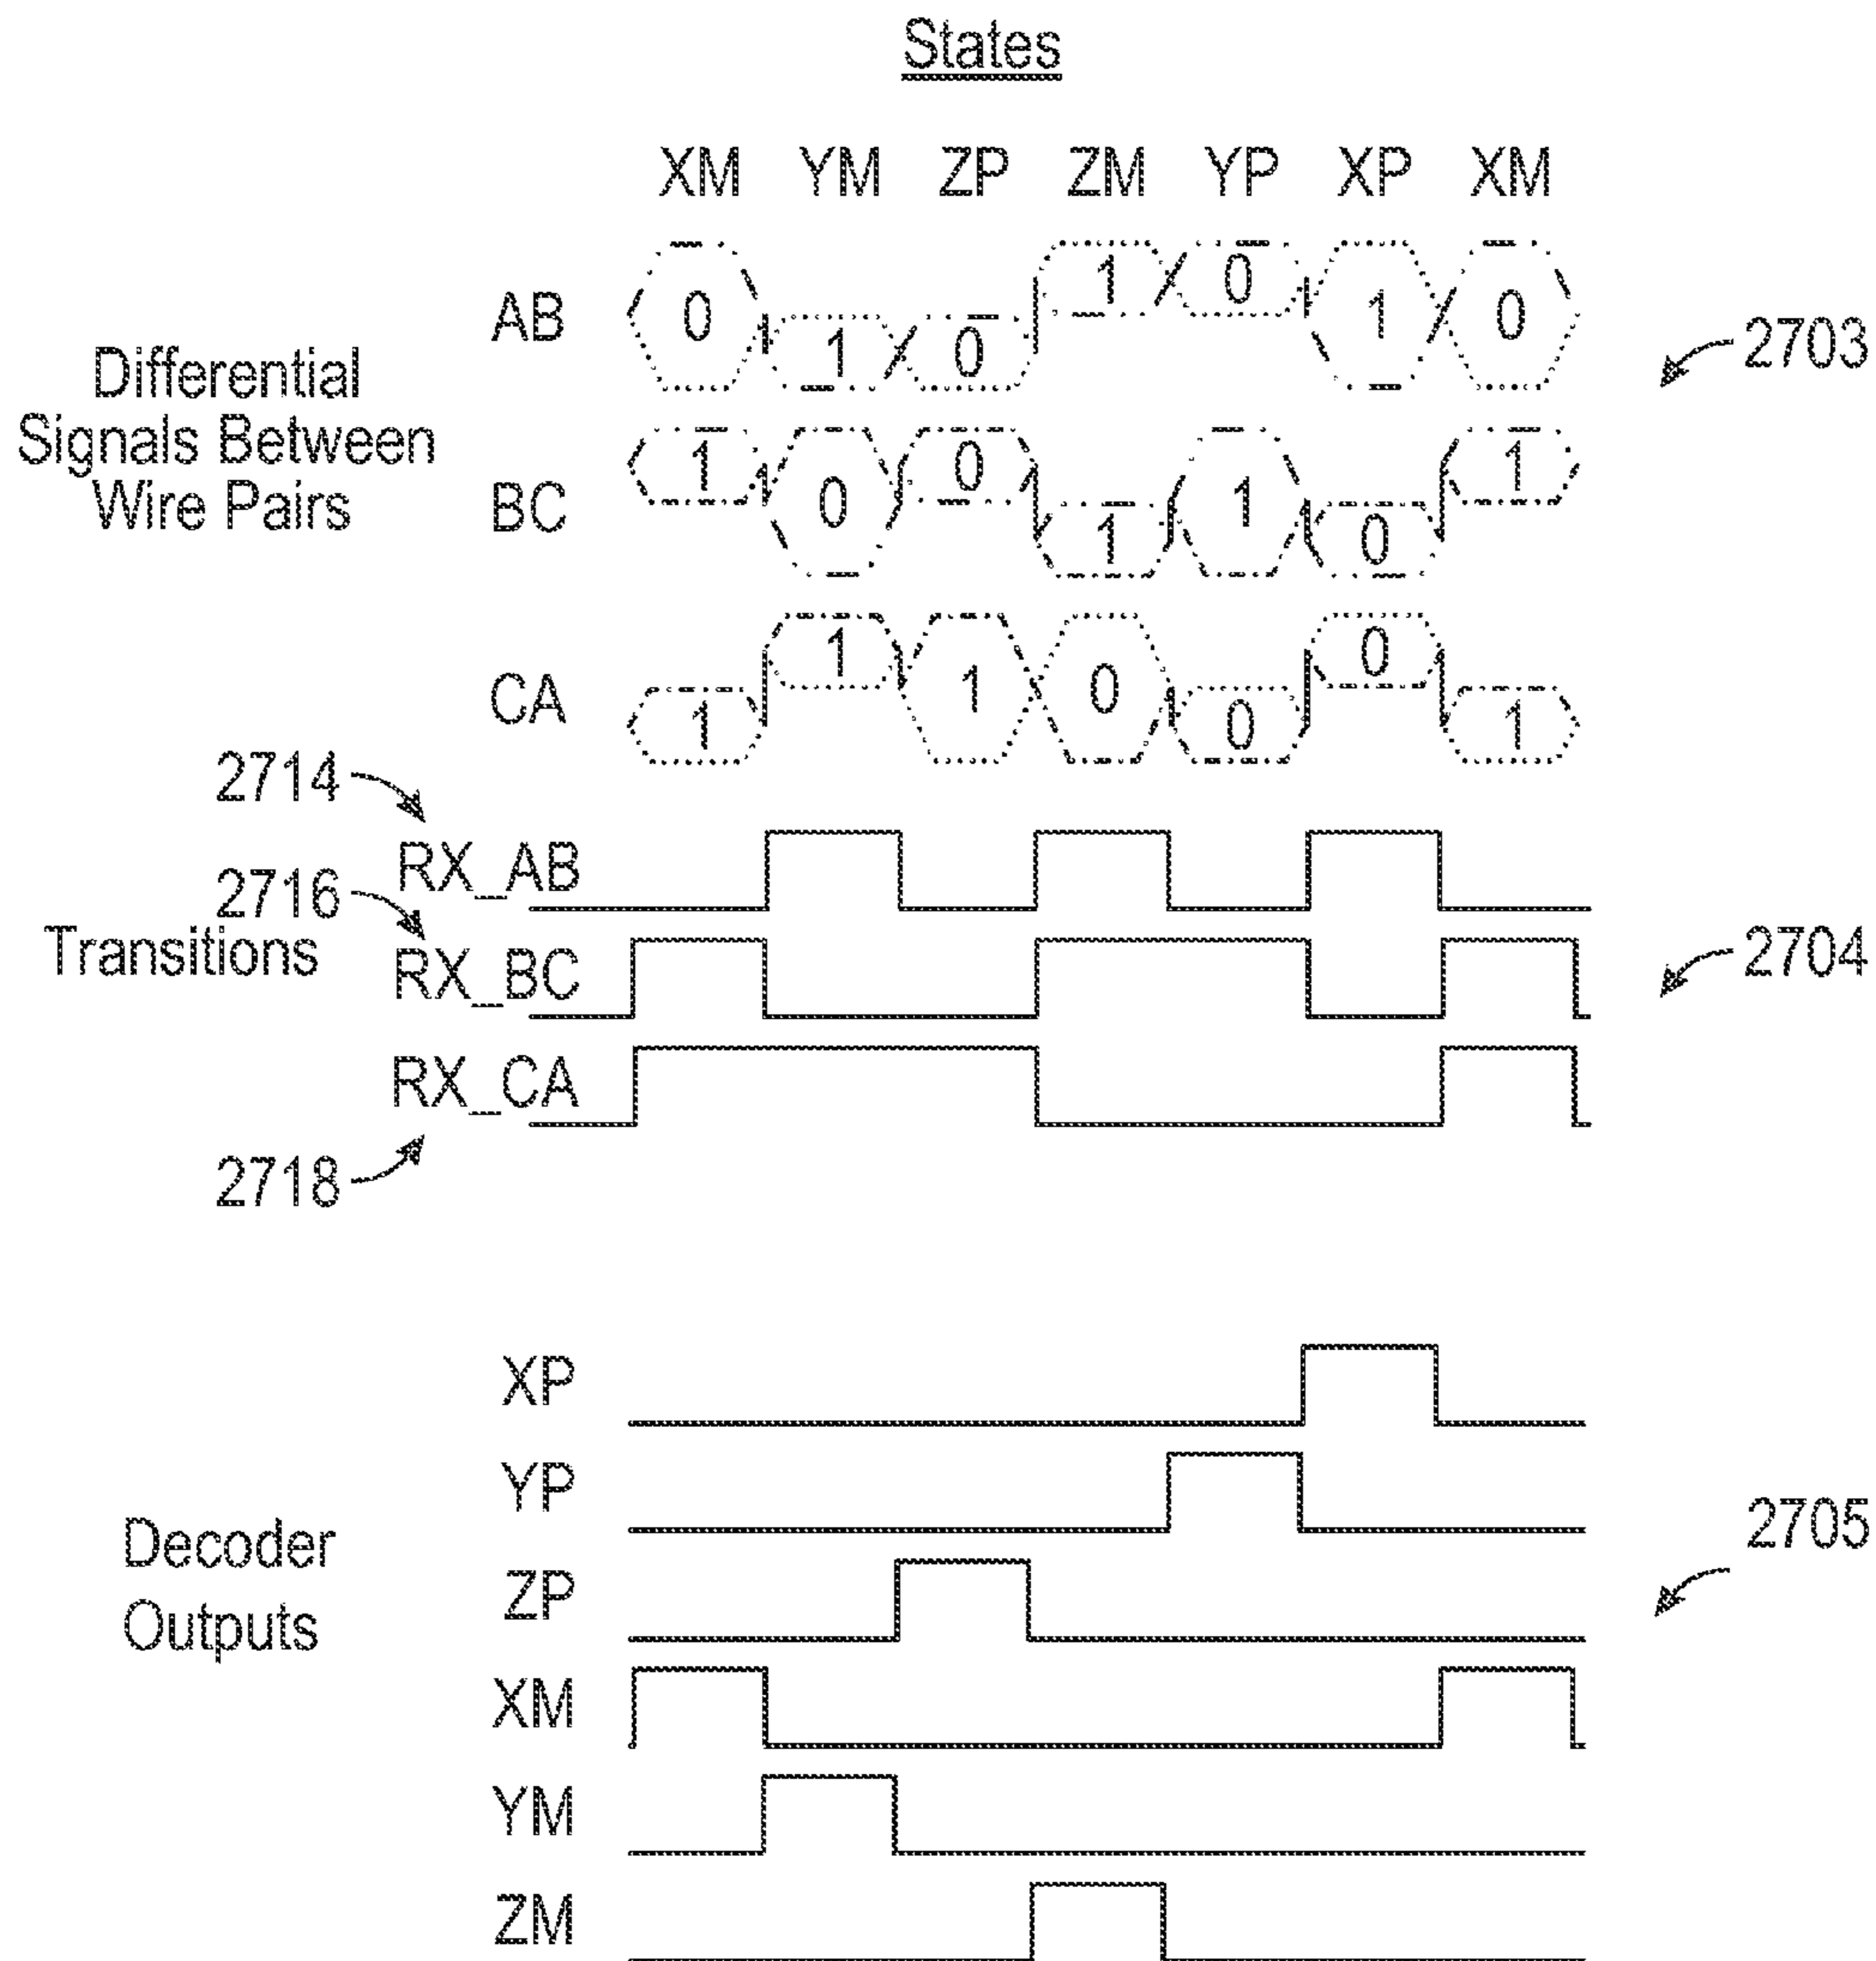 States
XM YM ZP ZM YP XP XM
AB 0 1 0 1 0 1 0
2703
Differential
Signals Between
Wire Pairs
BC 1 0 0 1 1 0 1
CA 1 1 1 0 0 0 1
2714
RX_AB
2716
Transitions
RX_BC
2704
RX_CA
2718
XP
YP
Decoder
Outputs
2705
ZP
XM
YM
ZM